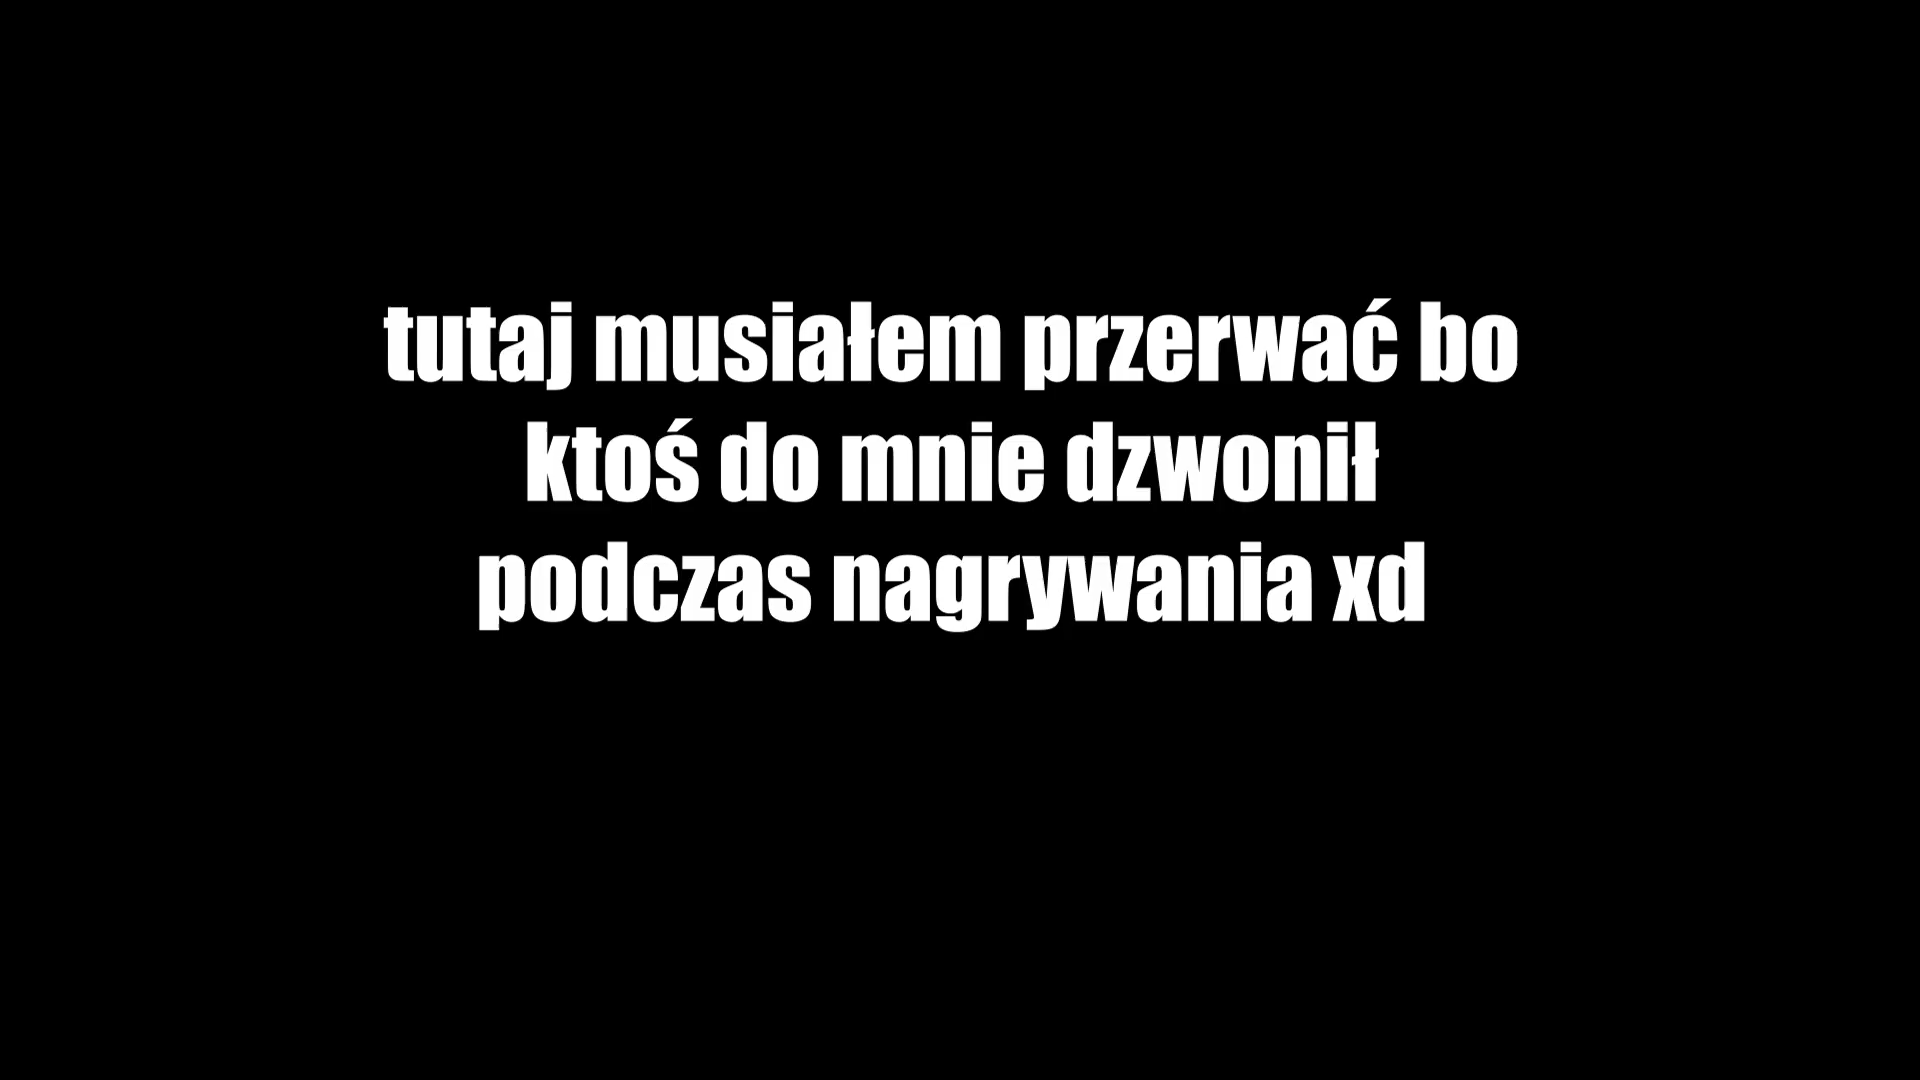 tutaj musiałem przerwać bo
ktoś do mnie dzwonił
podczas nagrywania xd